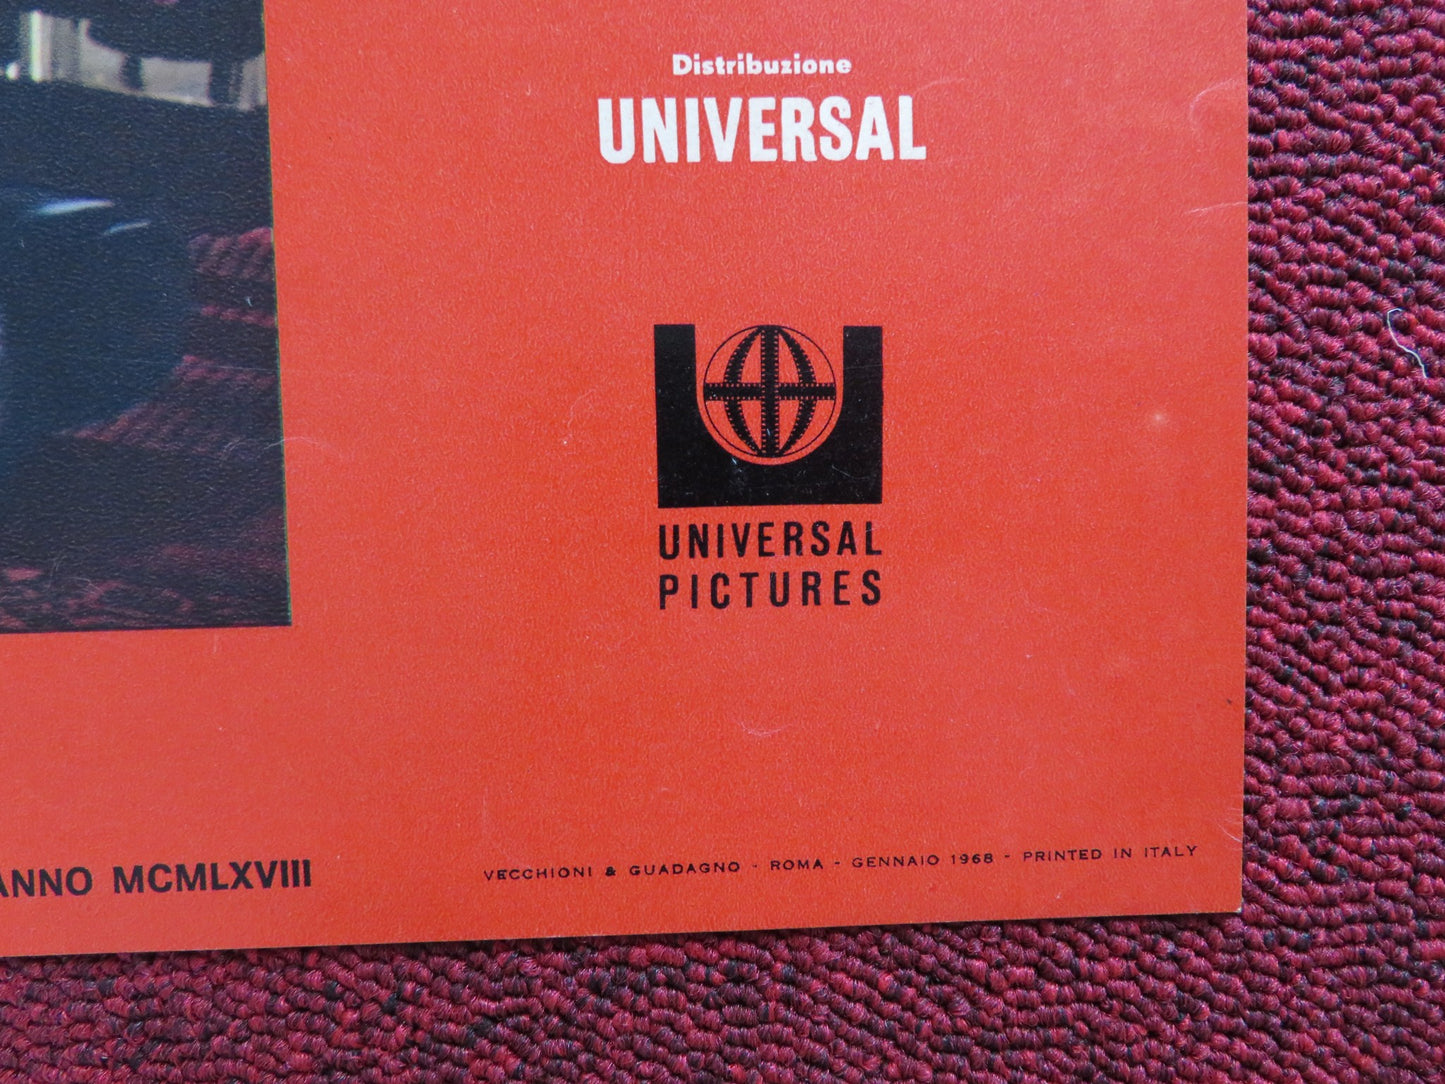 Distribuzione
UNIVERSAL
UNIVERSAL
PICTURES
ANNO MCMLXVIII
VECCHIONI & GUADAGNO - ROMA - GENNAIO 1968 - PRINTED IN ITALY